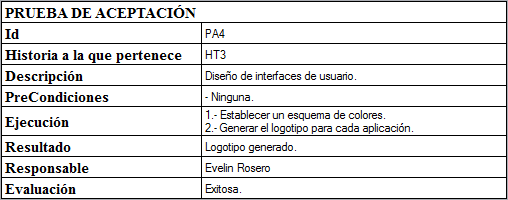 PRUEBA DE ACEPTACIÓN
Id PA4
Historia a la que pertenece HT3
Descripción Diseño de interfaces de usuario.
PreCondiciones - Ninguna.
Ejecución 1.- Establecer un esquema de colores.
2.- Generar el logotipo para cada aplicación.
Resultado Logotipo generado.
Responsable Evelin Rosero
Evaluación Exitosa.